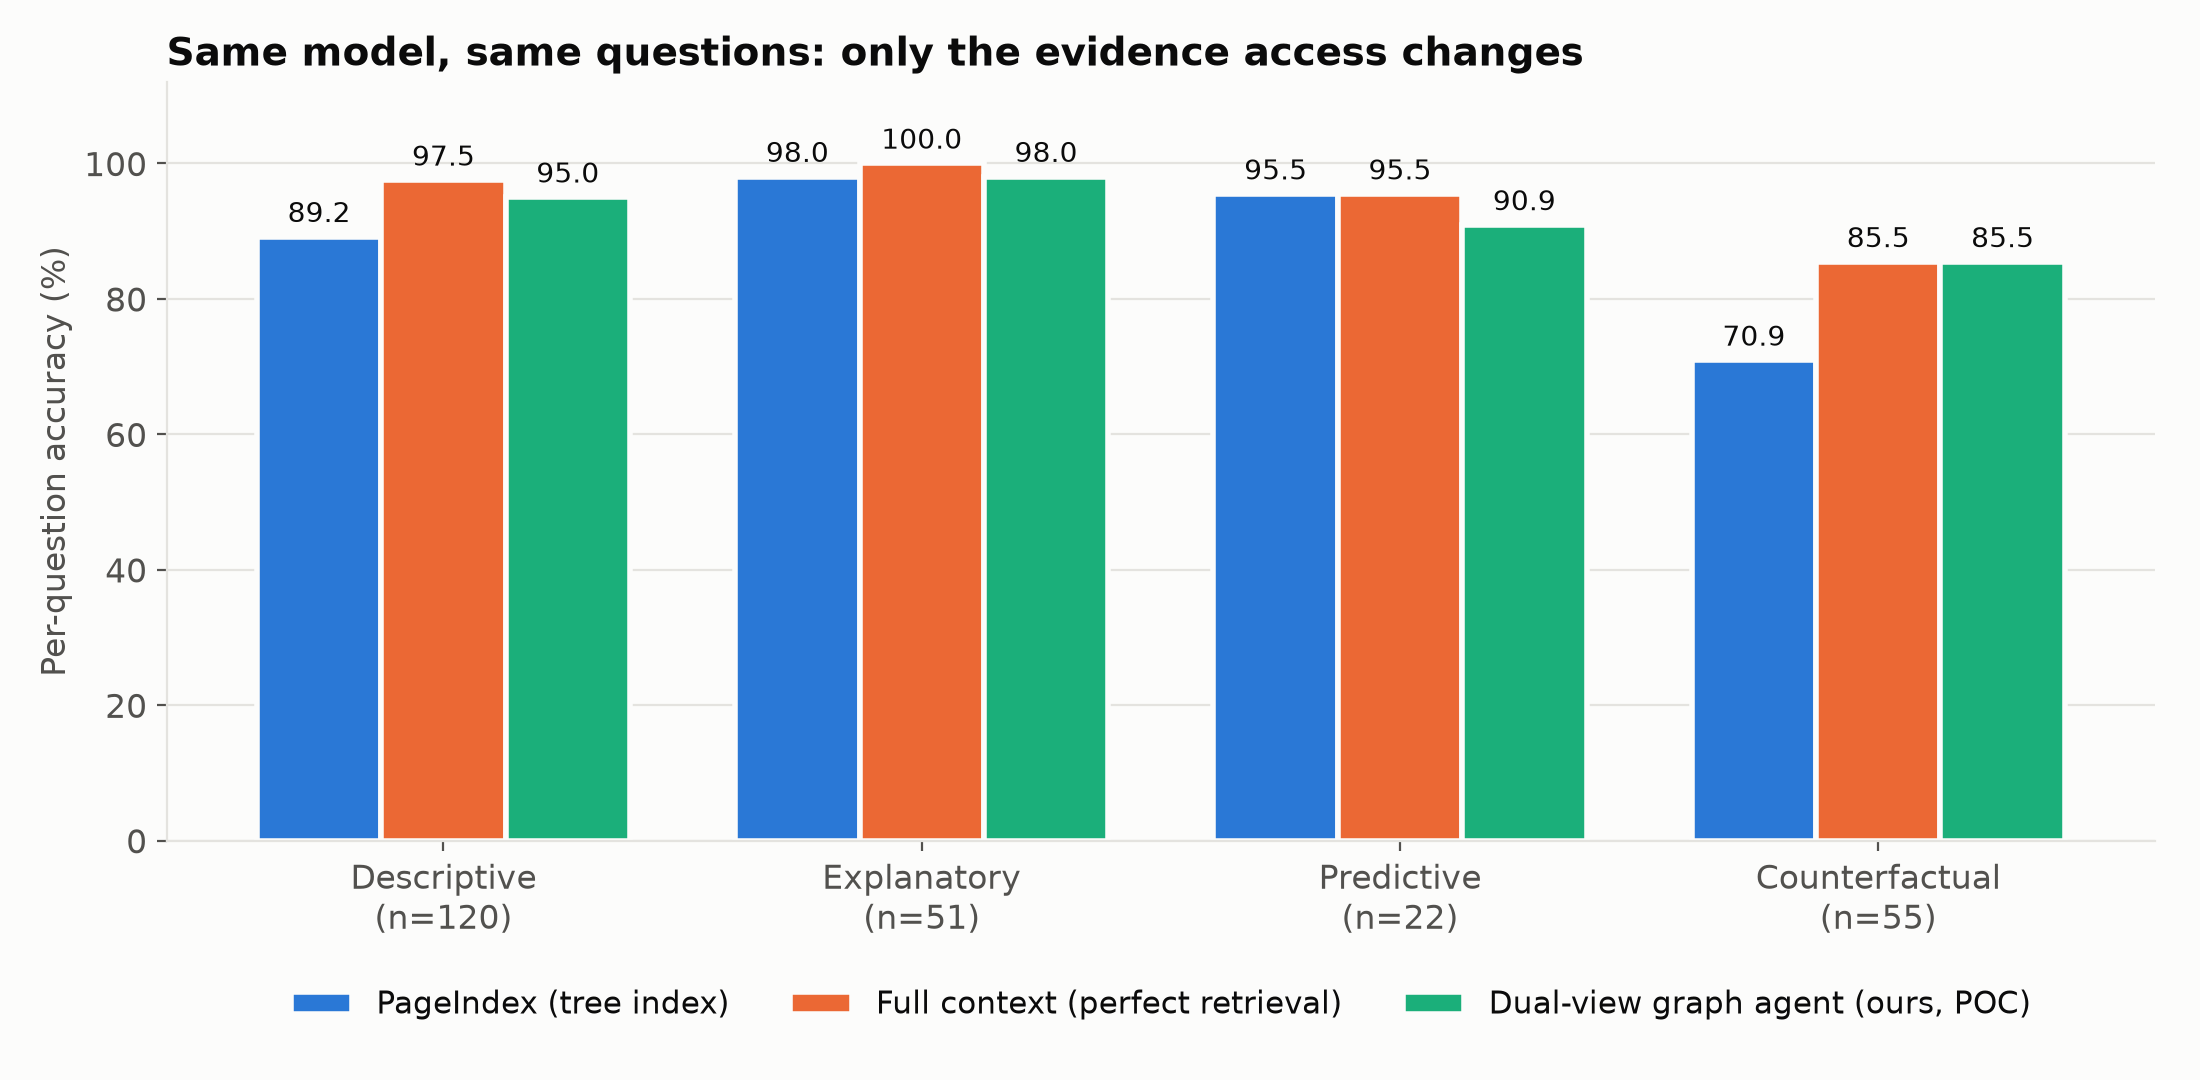 Same model, same questions: only the evidence access changes
Per-question accuracy (%)
100
80
60
40
20
0
89.2
97.5
95.0
98.0
100.0
98.0
95.5
95.5
90.9
70.9
85.5
85.5
Descriptive
(n=120)
Explanatory
(n=51)
Predictive
(n=22)
Counterfactual
(n=55)
PageIndex (tree index)
Full context (perfect retrieval)
Dual-view graph agent (ours, POC)